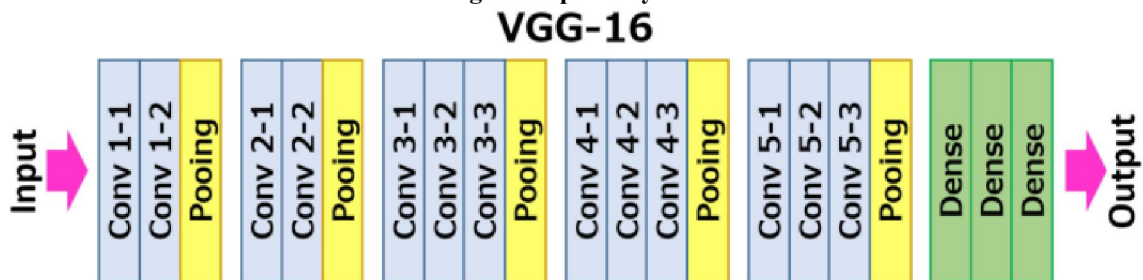 VGG-16
Input
Conv 1-1
Conv 1-2
Pooing
Conv 2-1
Conv 2-2
Pooing
Conv 3-1
Conv 3-2
Conv 3-3
Pooing
Conv 4-1
Conv 4-2
Conv 4-3
Pooing
Conv 5-1
Conv 5-2
Conv 5-3
Pooing
Dense
Dense
Dense
Output